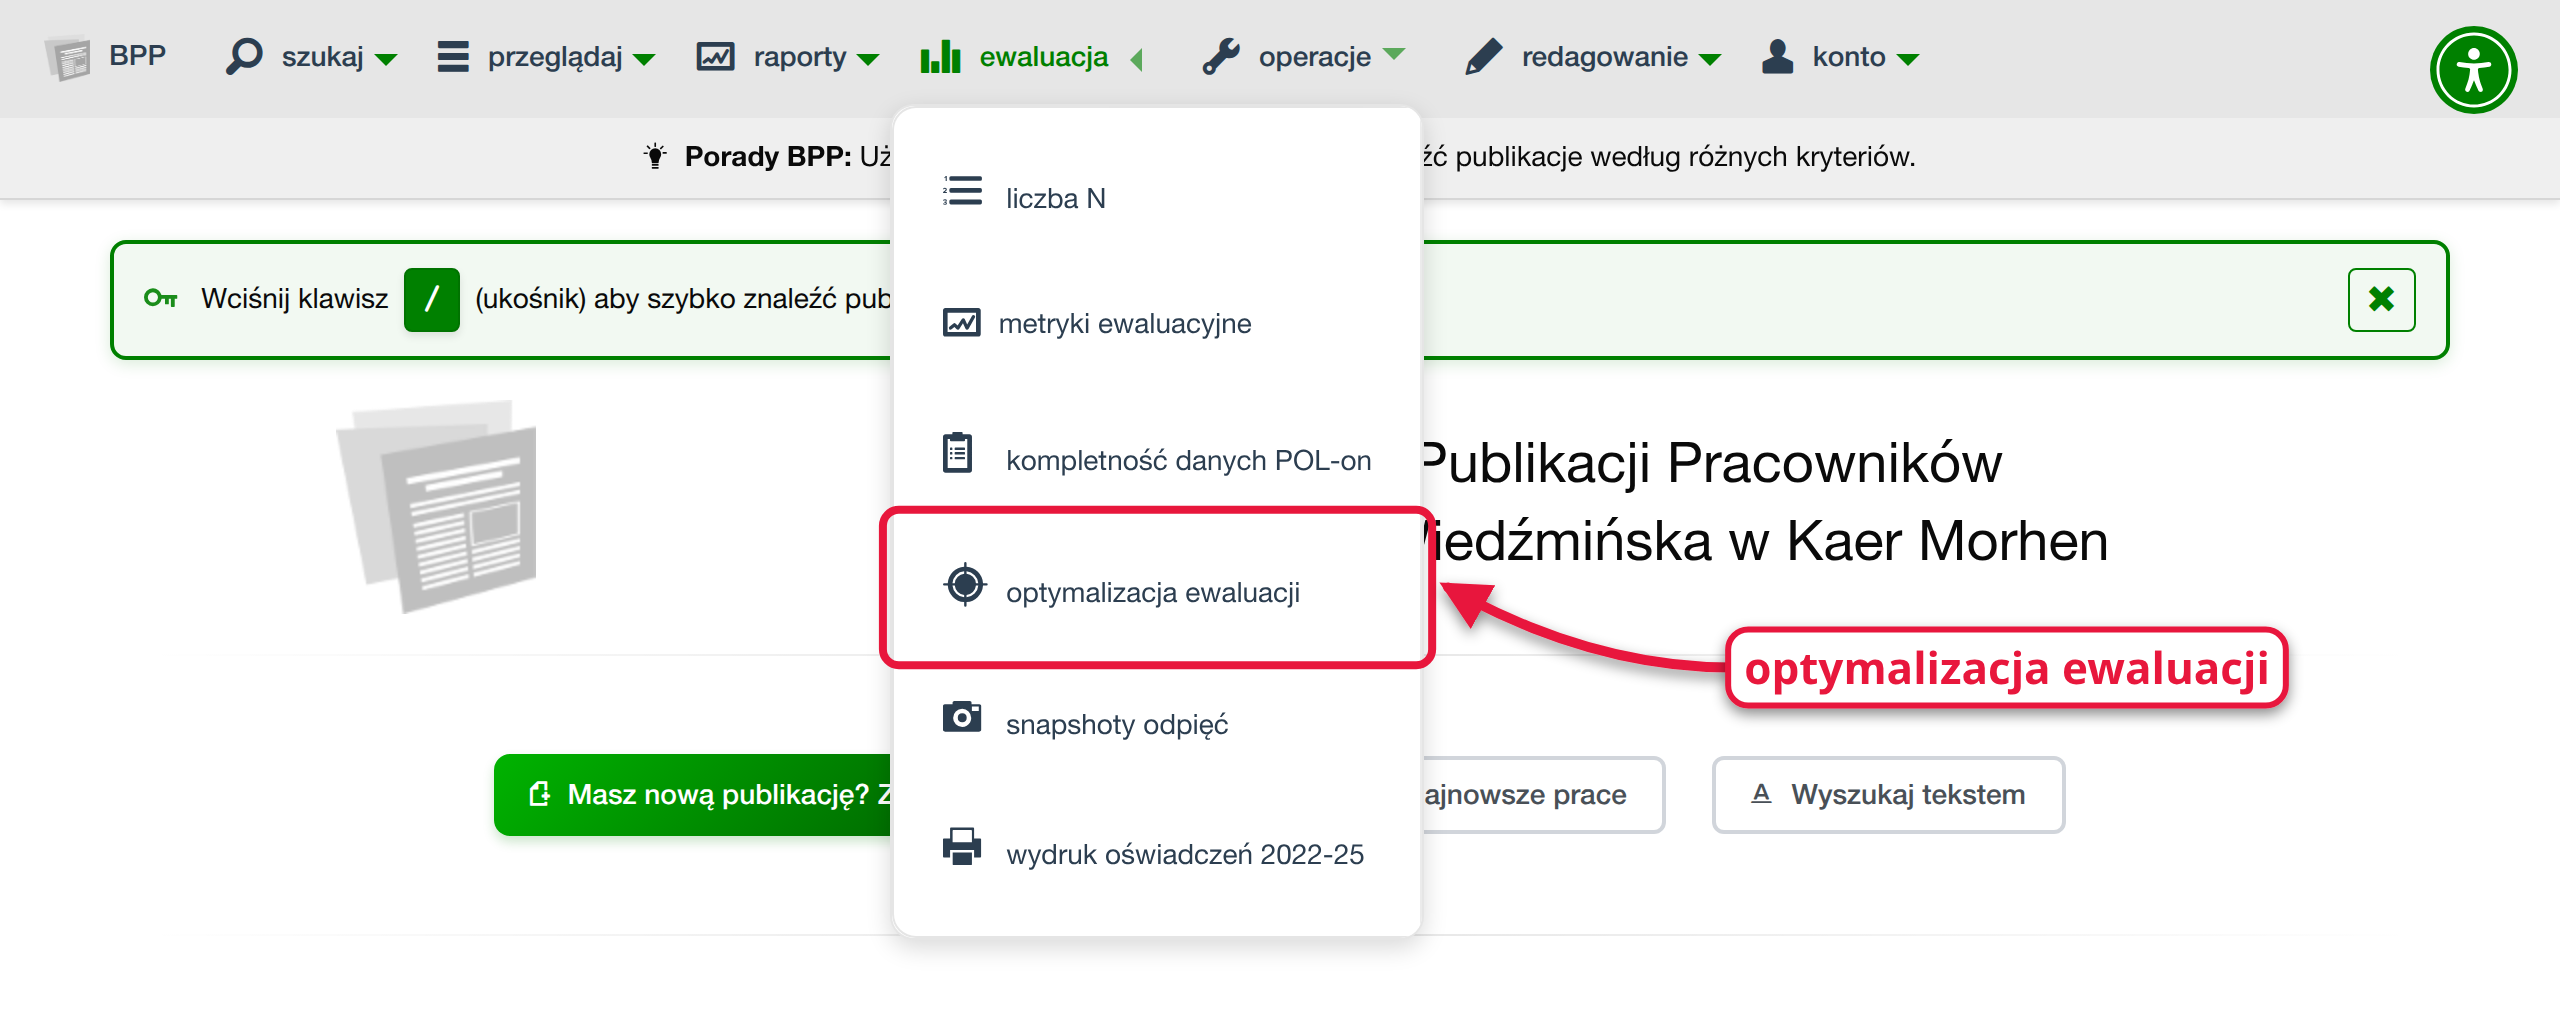 BPP szukaj przeglądaj raporty ewaluacja operacje redagowanie konto
Porady BPP: źć publikacje według różnych kryteriów.
Wciśnij klawisz / (ukośnik) aby szybko znaleźć pub
liczba N
metryki ewaluacyjne
kompletność danych POL-on
optymalizacja ewaluacji
snapshoty odpięć
wydruk oświadczeń 2022-25
Publikacji Pracowników
iedźmińska w Kaer Morhen
optymalizacja ewaluacji
Masz nową publikację? Z
ajnowsze prace
A Wyszukaj tekstem